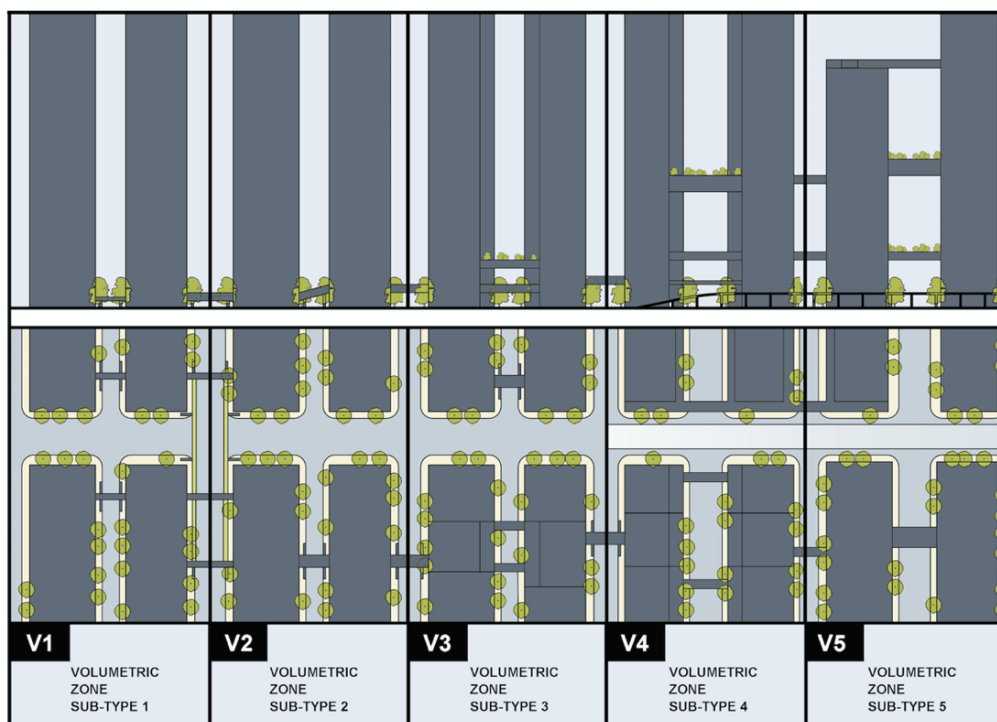 V1
VOLUMETRIC
ZONE
SUB-TYPE 1
V2
VOLUMETRIC
ZONE
SUB-TYPE 2
V3
VOLUMETRIC
ZONE
SUB-TYPE 3
V4
VOLUMETRIC
ZONE
SUB-TYPE 4
V5
VOLUMETRIC
ZONE
SUB-TYPE 5